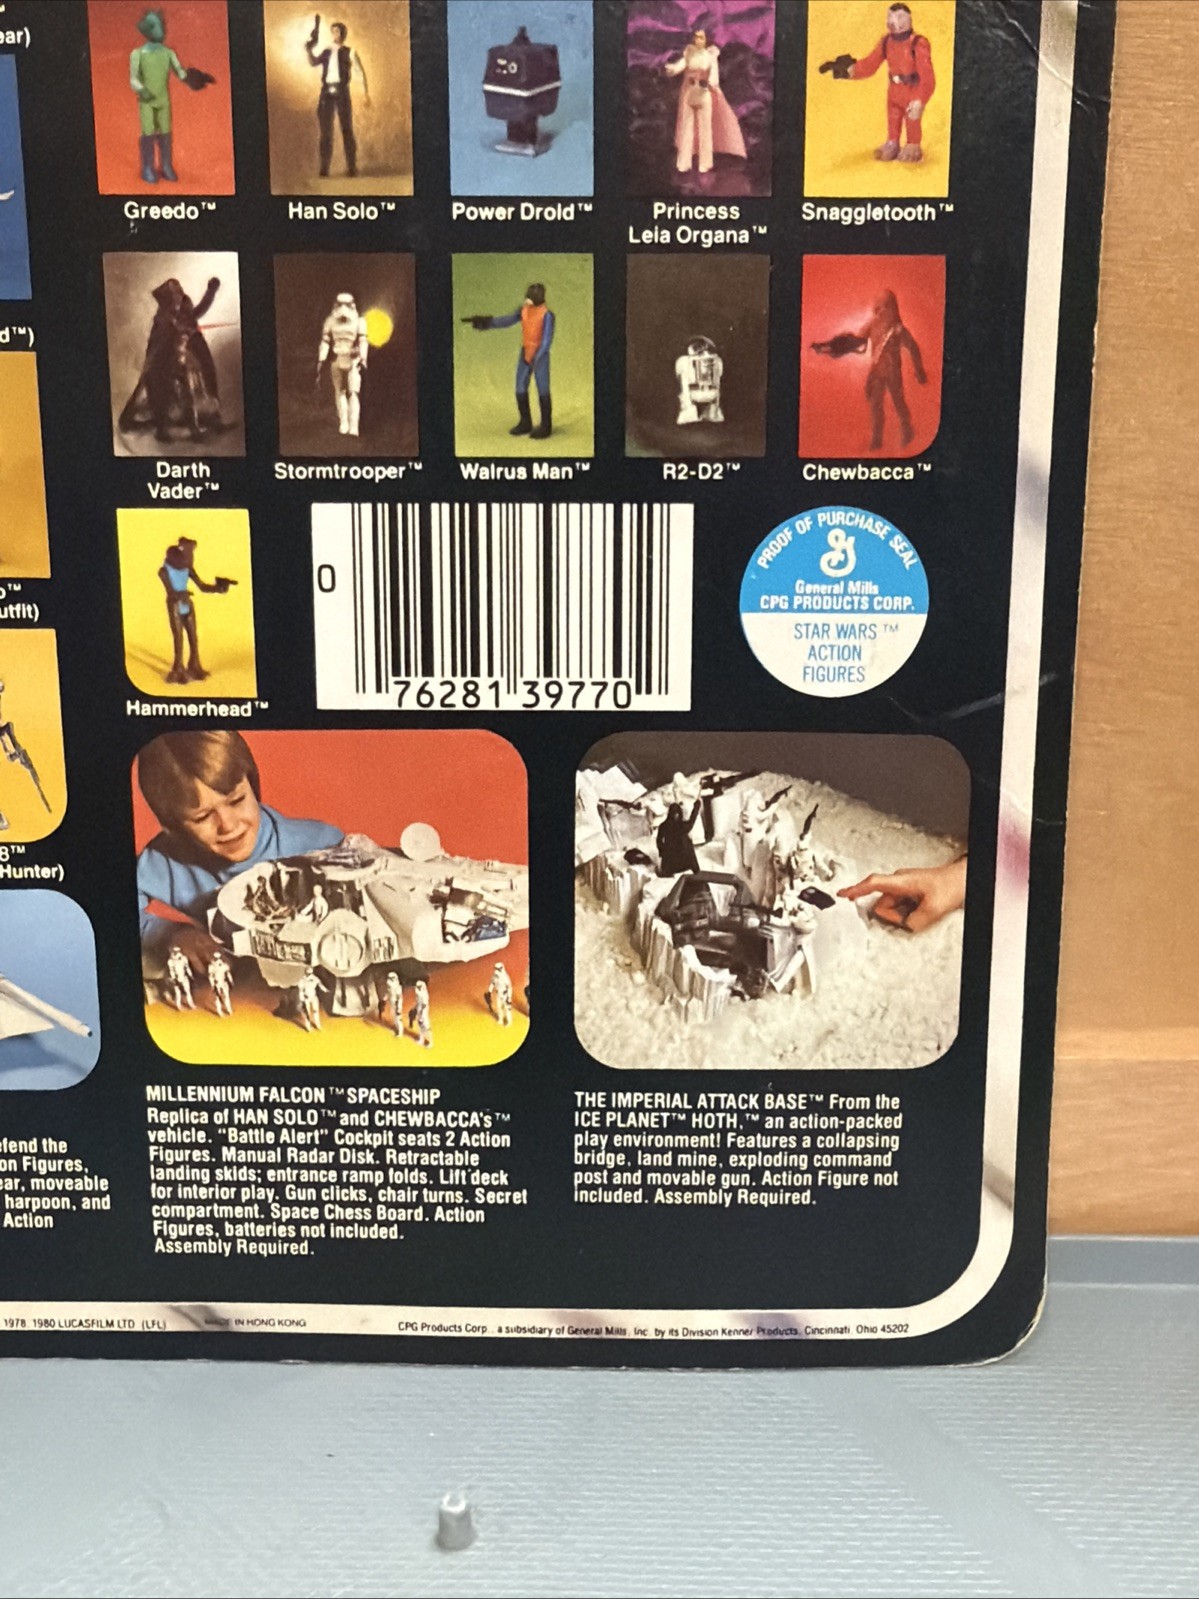 ear)
Greedo™
Han Solo™
Power Droid™
Princess
Leia Organa™
Snaggletooth™
d™)
Darth
Vader™
Stormtrooper™
Walrus Man™
R2-D2™
Chewbacca™
™
utfit)
Hammerhead™
0
76281 39770
PROOF OF PURCHASE SEAL
General Mills
CPG PRODUCTS CORP.
STAR WARS™
ACTION
FIGURES
8™
Hunter)
efend the
on Figures,
ear, moveable
harpoon, and
Action
MILLENNIUM FALCON™ SPACESHIP
Replica of HAN SOLO™ and CHEWBACCA's™
vehicle. "Battle Alert" Cockpit seats 2 Action
Figures. Manual Radar Disk. Retractable
landing skids; entrance ramp folds. Lift deck
for interior play. Gun clicks, chair turns. Secret
compartment. Space Chess Board. Action
Figures, batteries not included.
Assembly Required.
THE IMPERIAL ATTACK BASE™ From the
ICE PLANET™ HOTH,™ an action-packed
play environment! Features a collapsing
bridge, land mine, exploding command
post and movable gun. Action Figure not
included. Assembly Required.
1978, 1980 LUCASFILM LTD. (LFL)
MADE IN HONG KONG
CPG Products Corp., a subsidiary of General Mills, Inc. by its Division Kenner Products, Cincinnati, Ohio 45202